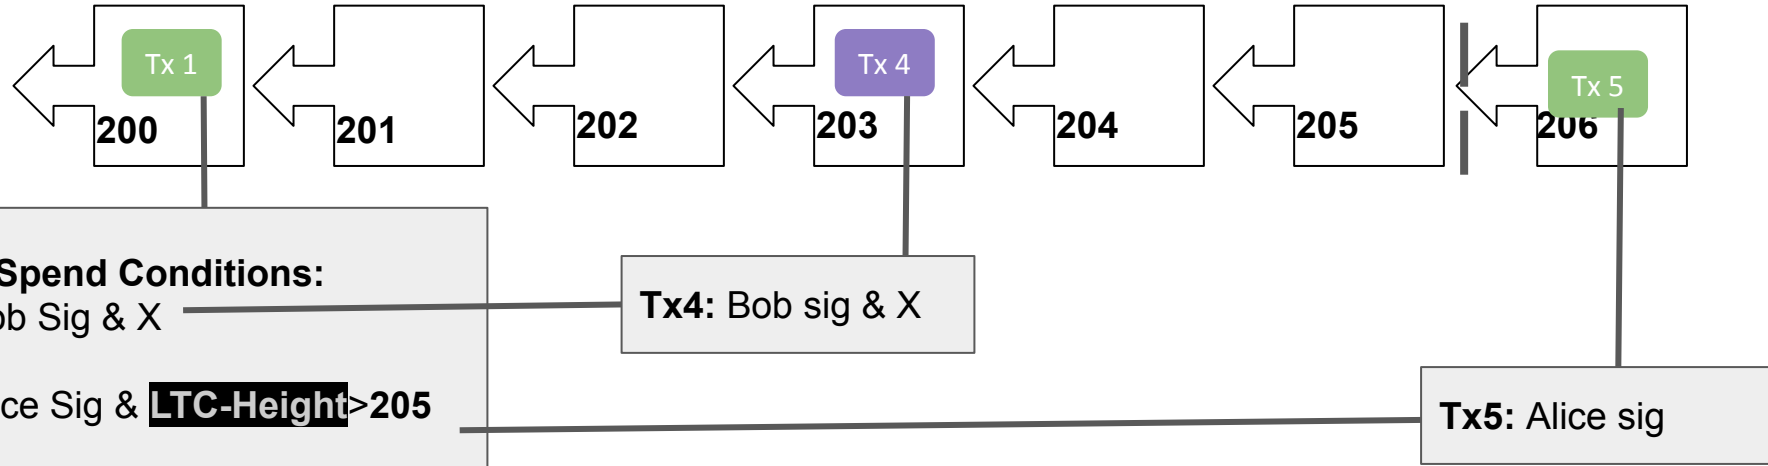 Tx 1
Tx 4
Tx 5
200
201
202
203
204
205
206
Spend Conditions:
ob Sig & X
ice Sig & LTC-Height>205
Tx4: Bob sig & X
Tx5: Alice sig